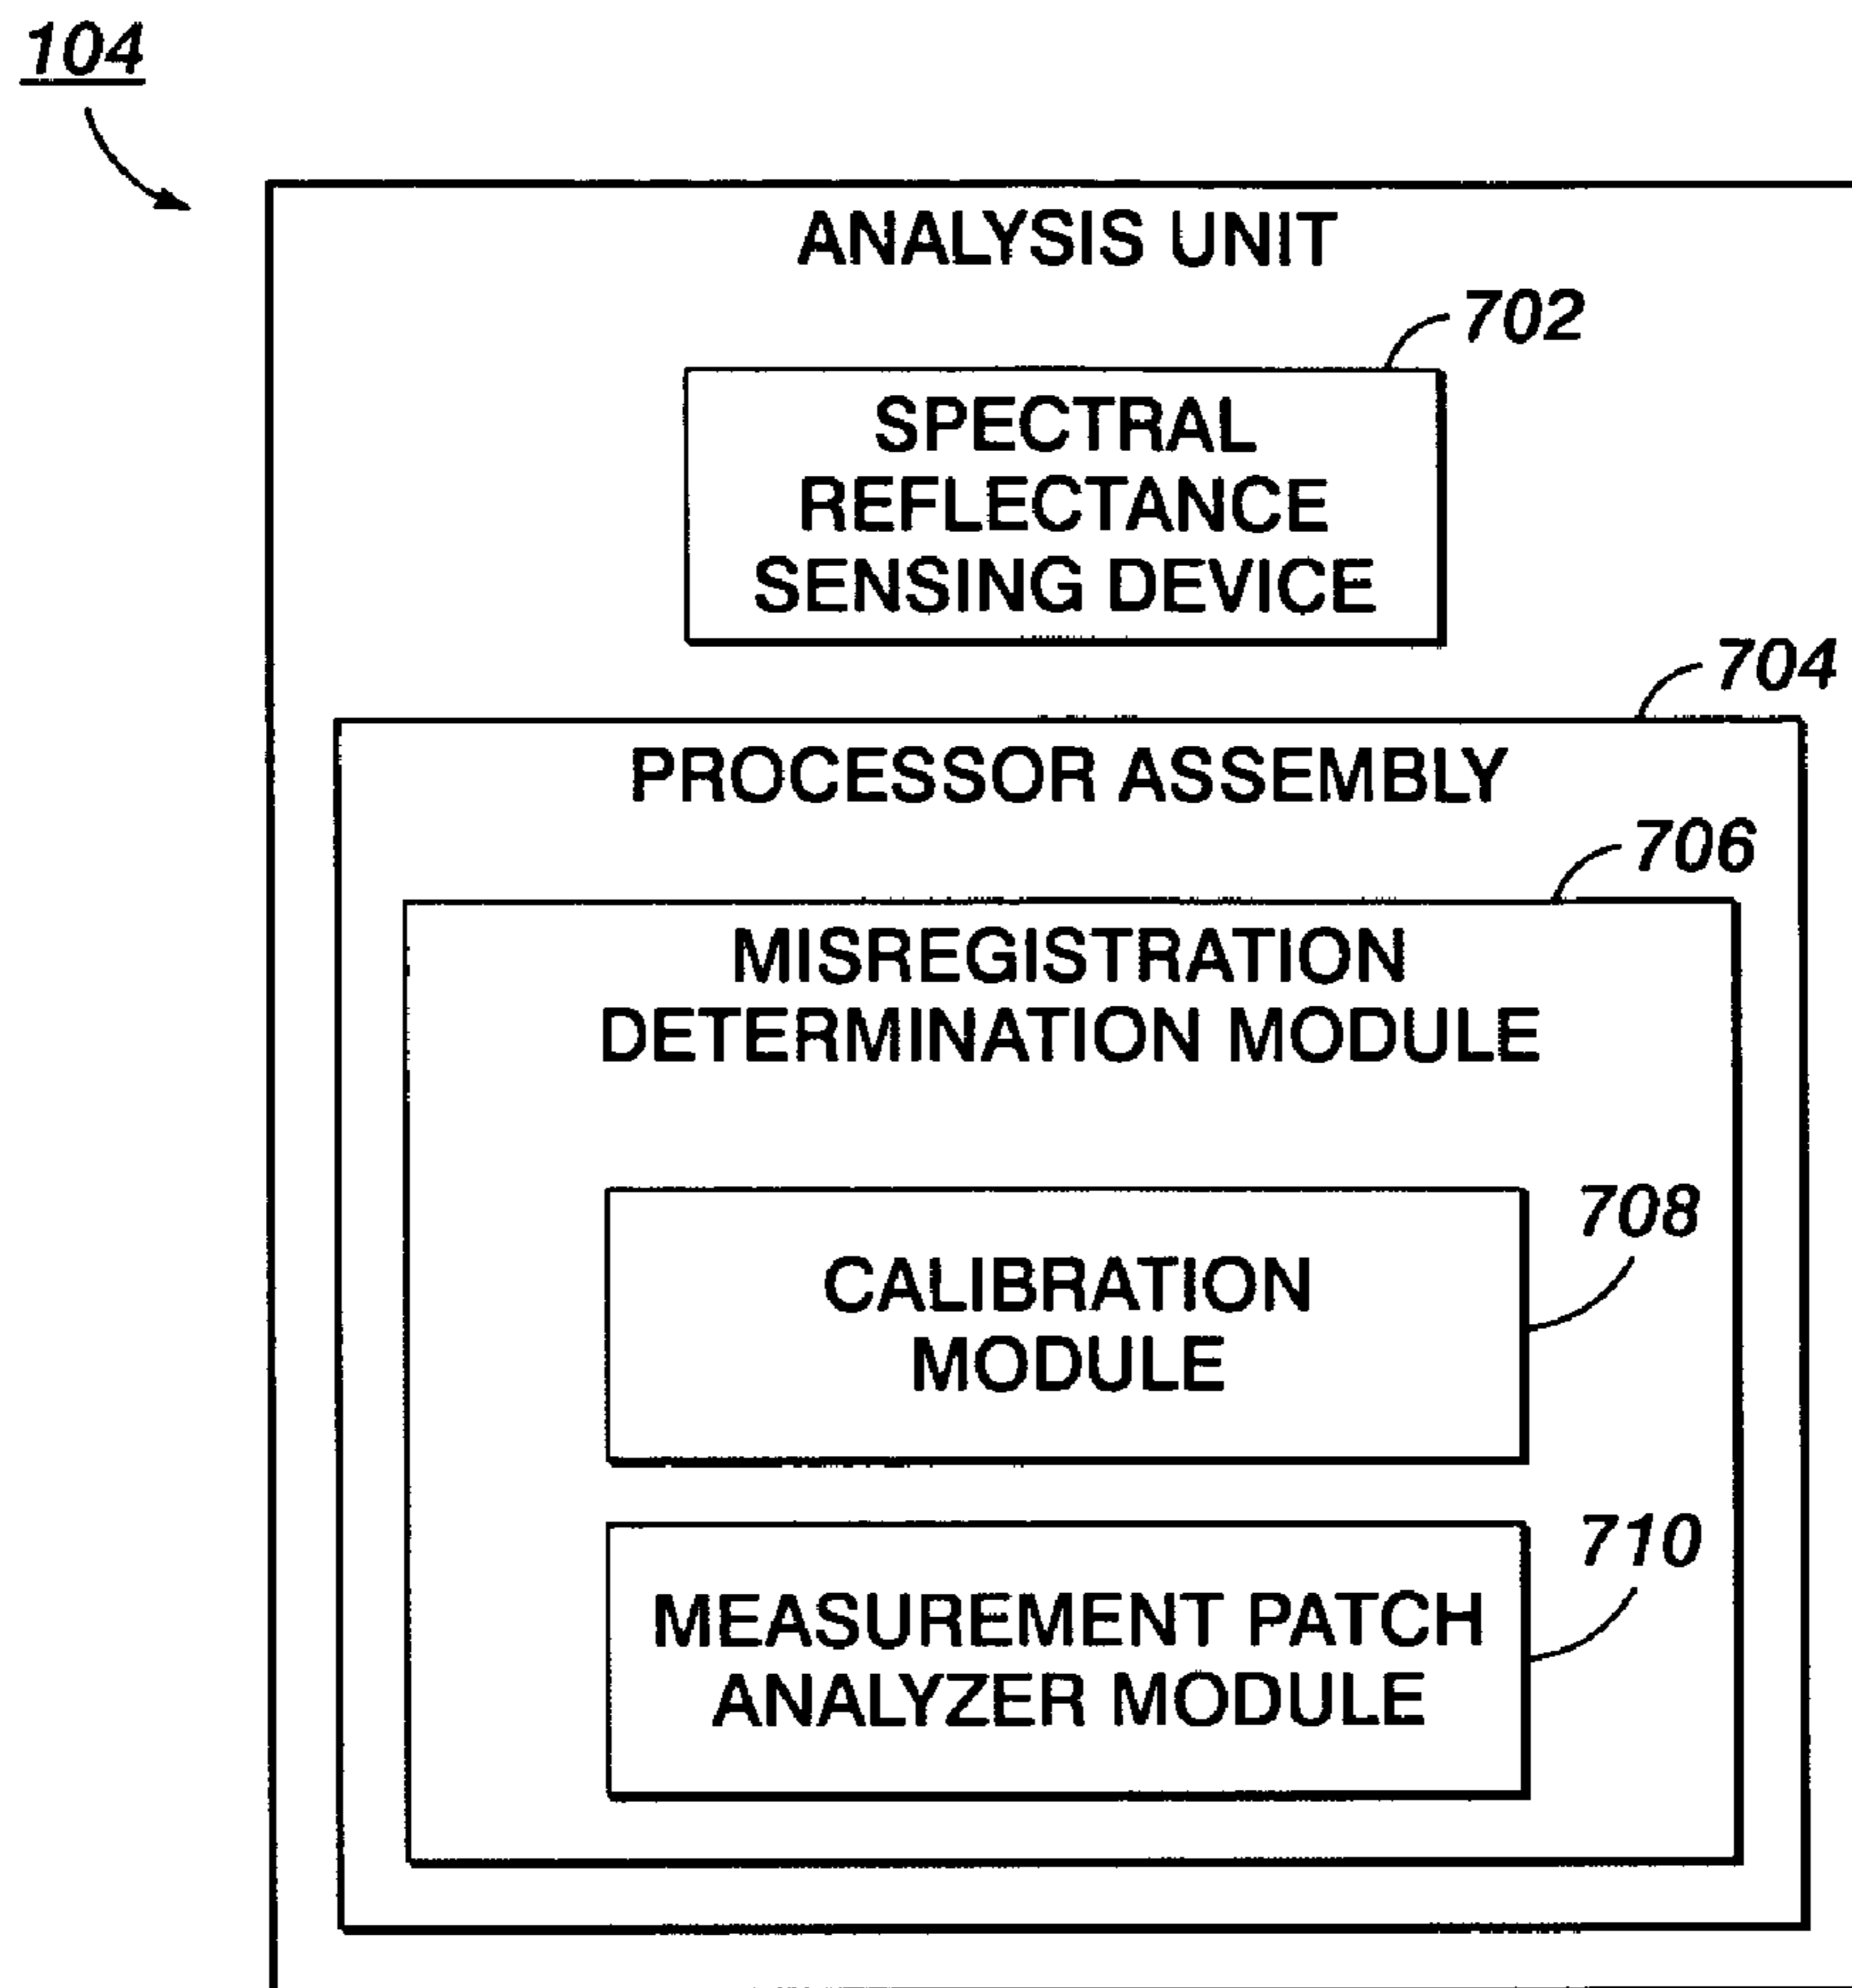 104
ANALYSIS UNIT
702
SPECTRAL
REFLECTANCE
SENSING DEVICE
704
PROCESSOR ASSEMBLY
706
MISREGISTRATION
DETERMINATION MODULE
708
CALIBRATION
MODULE
710
MEASUREMENT PATCH
ANALYZER MODULE